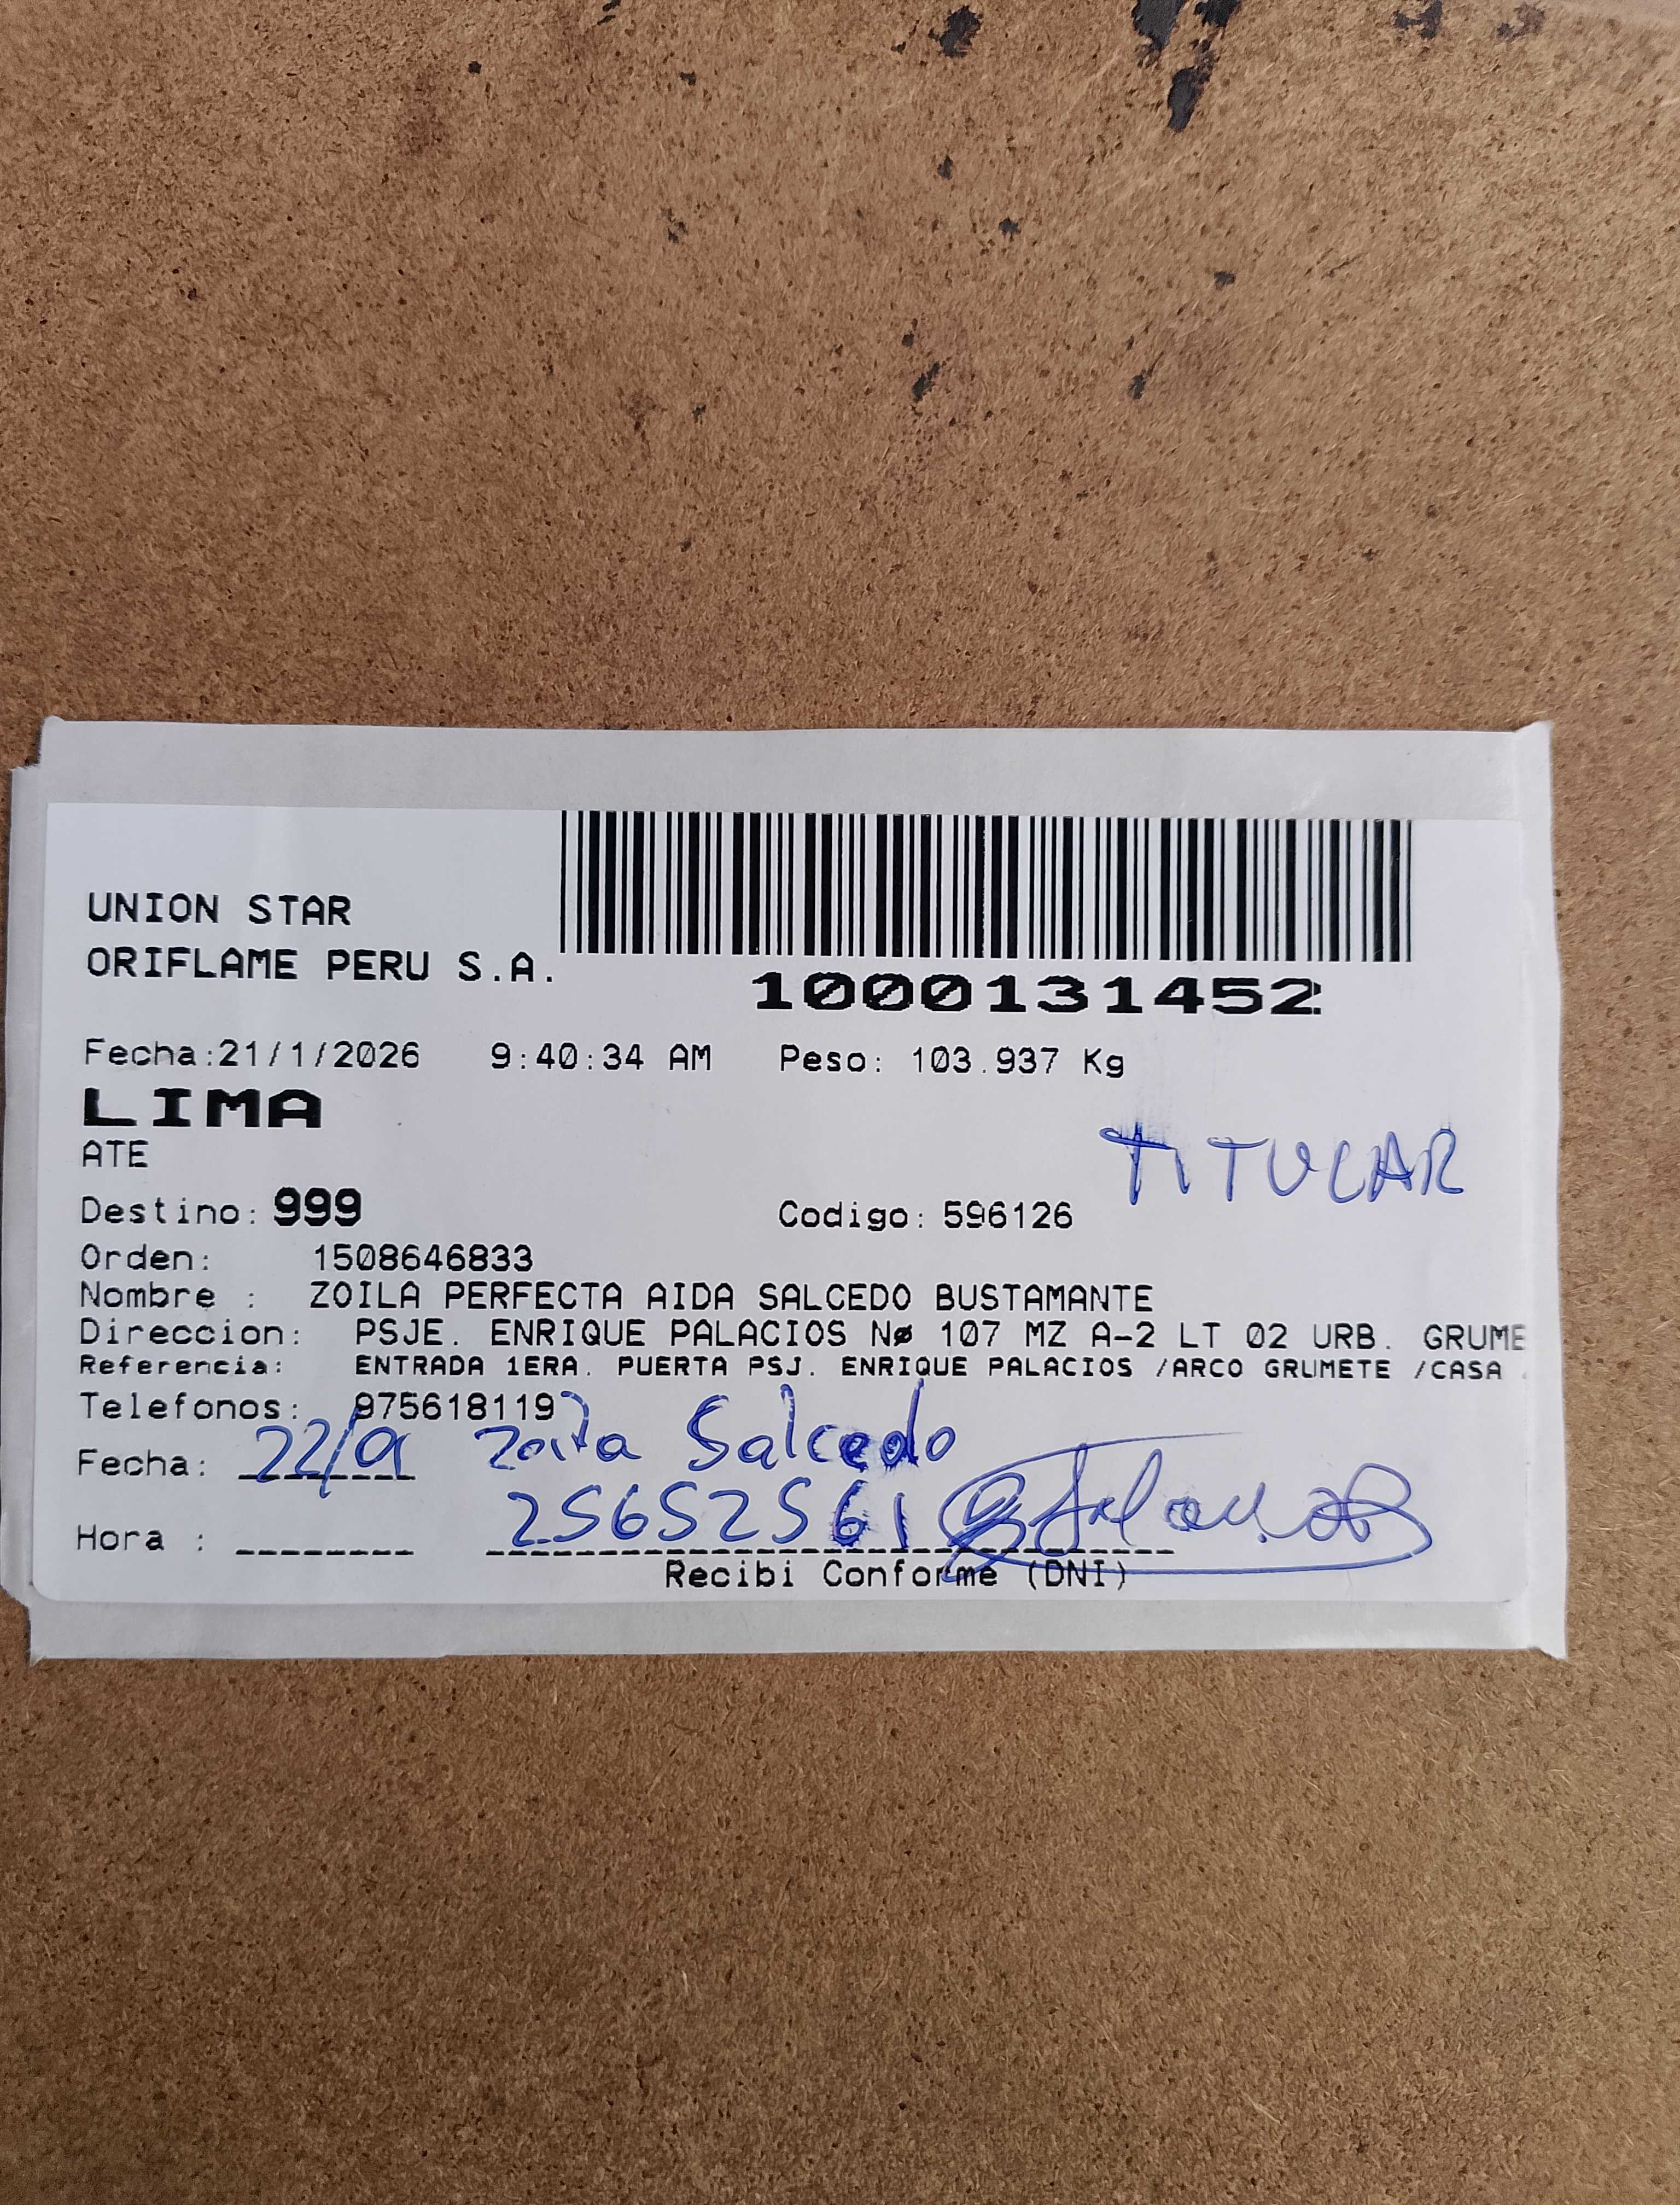 UNION STAR
ORIFLAME PERU S.A.
1000131452
Fecha:21/1/2026 9:40:34 AM Peso: 103.937 Kg
LIMA
ATE
TITULAR
Destino: 999 Codigo: 596126
Orden: 1508646833
Nombre : ZOILA PERFECTA AIDA SALCEDO BUSTAMANTE
Direccion: PSJE. ENRIQUE PALACIOS Nø 107 MZ A-2 LT 02 URB. GRUME
Referencia: ENTRADA 1ERA. PUERTA PSJ. ENRIQUE PALACIOS /ARCO GRUMETE /CASA
Telefonos: 975618119
Fecha: 22/01 Zoila Salcedo
Hora : 25652561
Recibi Conforme (DNI)